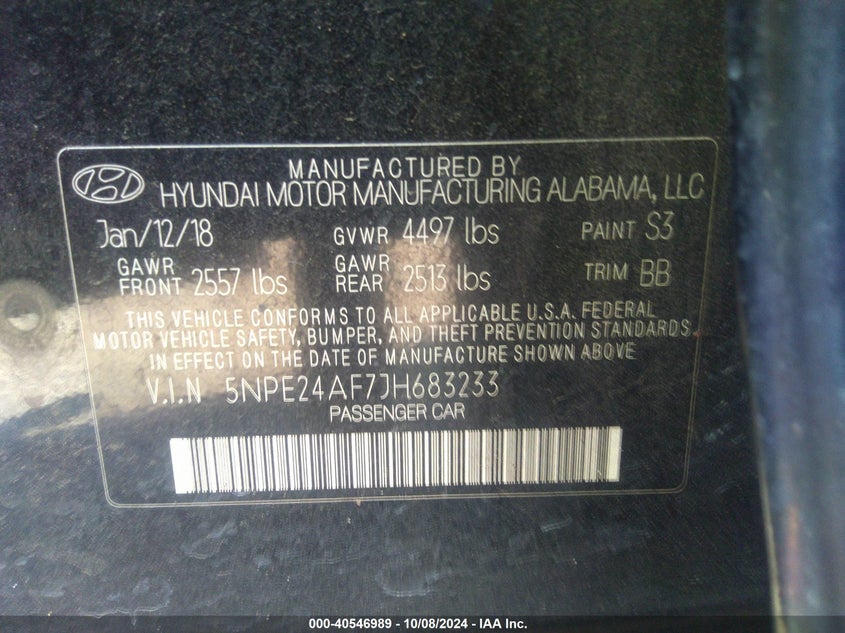 MANUFACTURED BY
HYUNDAI MOTOR MANUFACTURING ALABAMA, LLC
Jan/12/18 GVWR 4497 lbs PAINT S3
GAWR FRONT 2557 lbs GAWR REAR 2513 lbs TRIM BB
THIS VEHICLE CONFORMS TO ALL APPLICABLE U.S.A. FEDERAL
MOTOR VEHICLE SAFETY, BUMPER, AND THEFT PREVENTION STANDARDS
IN EFFECT ON THE DATE OF MANUFACTURE SHOWN ABOVE
V.I.N 5NPE24AF7JH683233
PASSENGER CAR
000-40546989 - 10/08/2024 - IAA Inc.